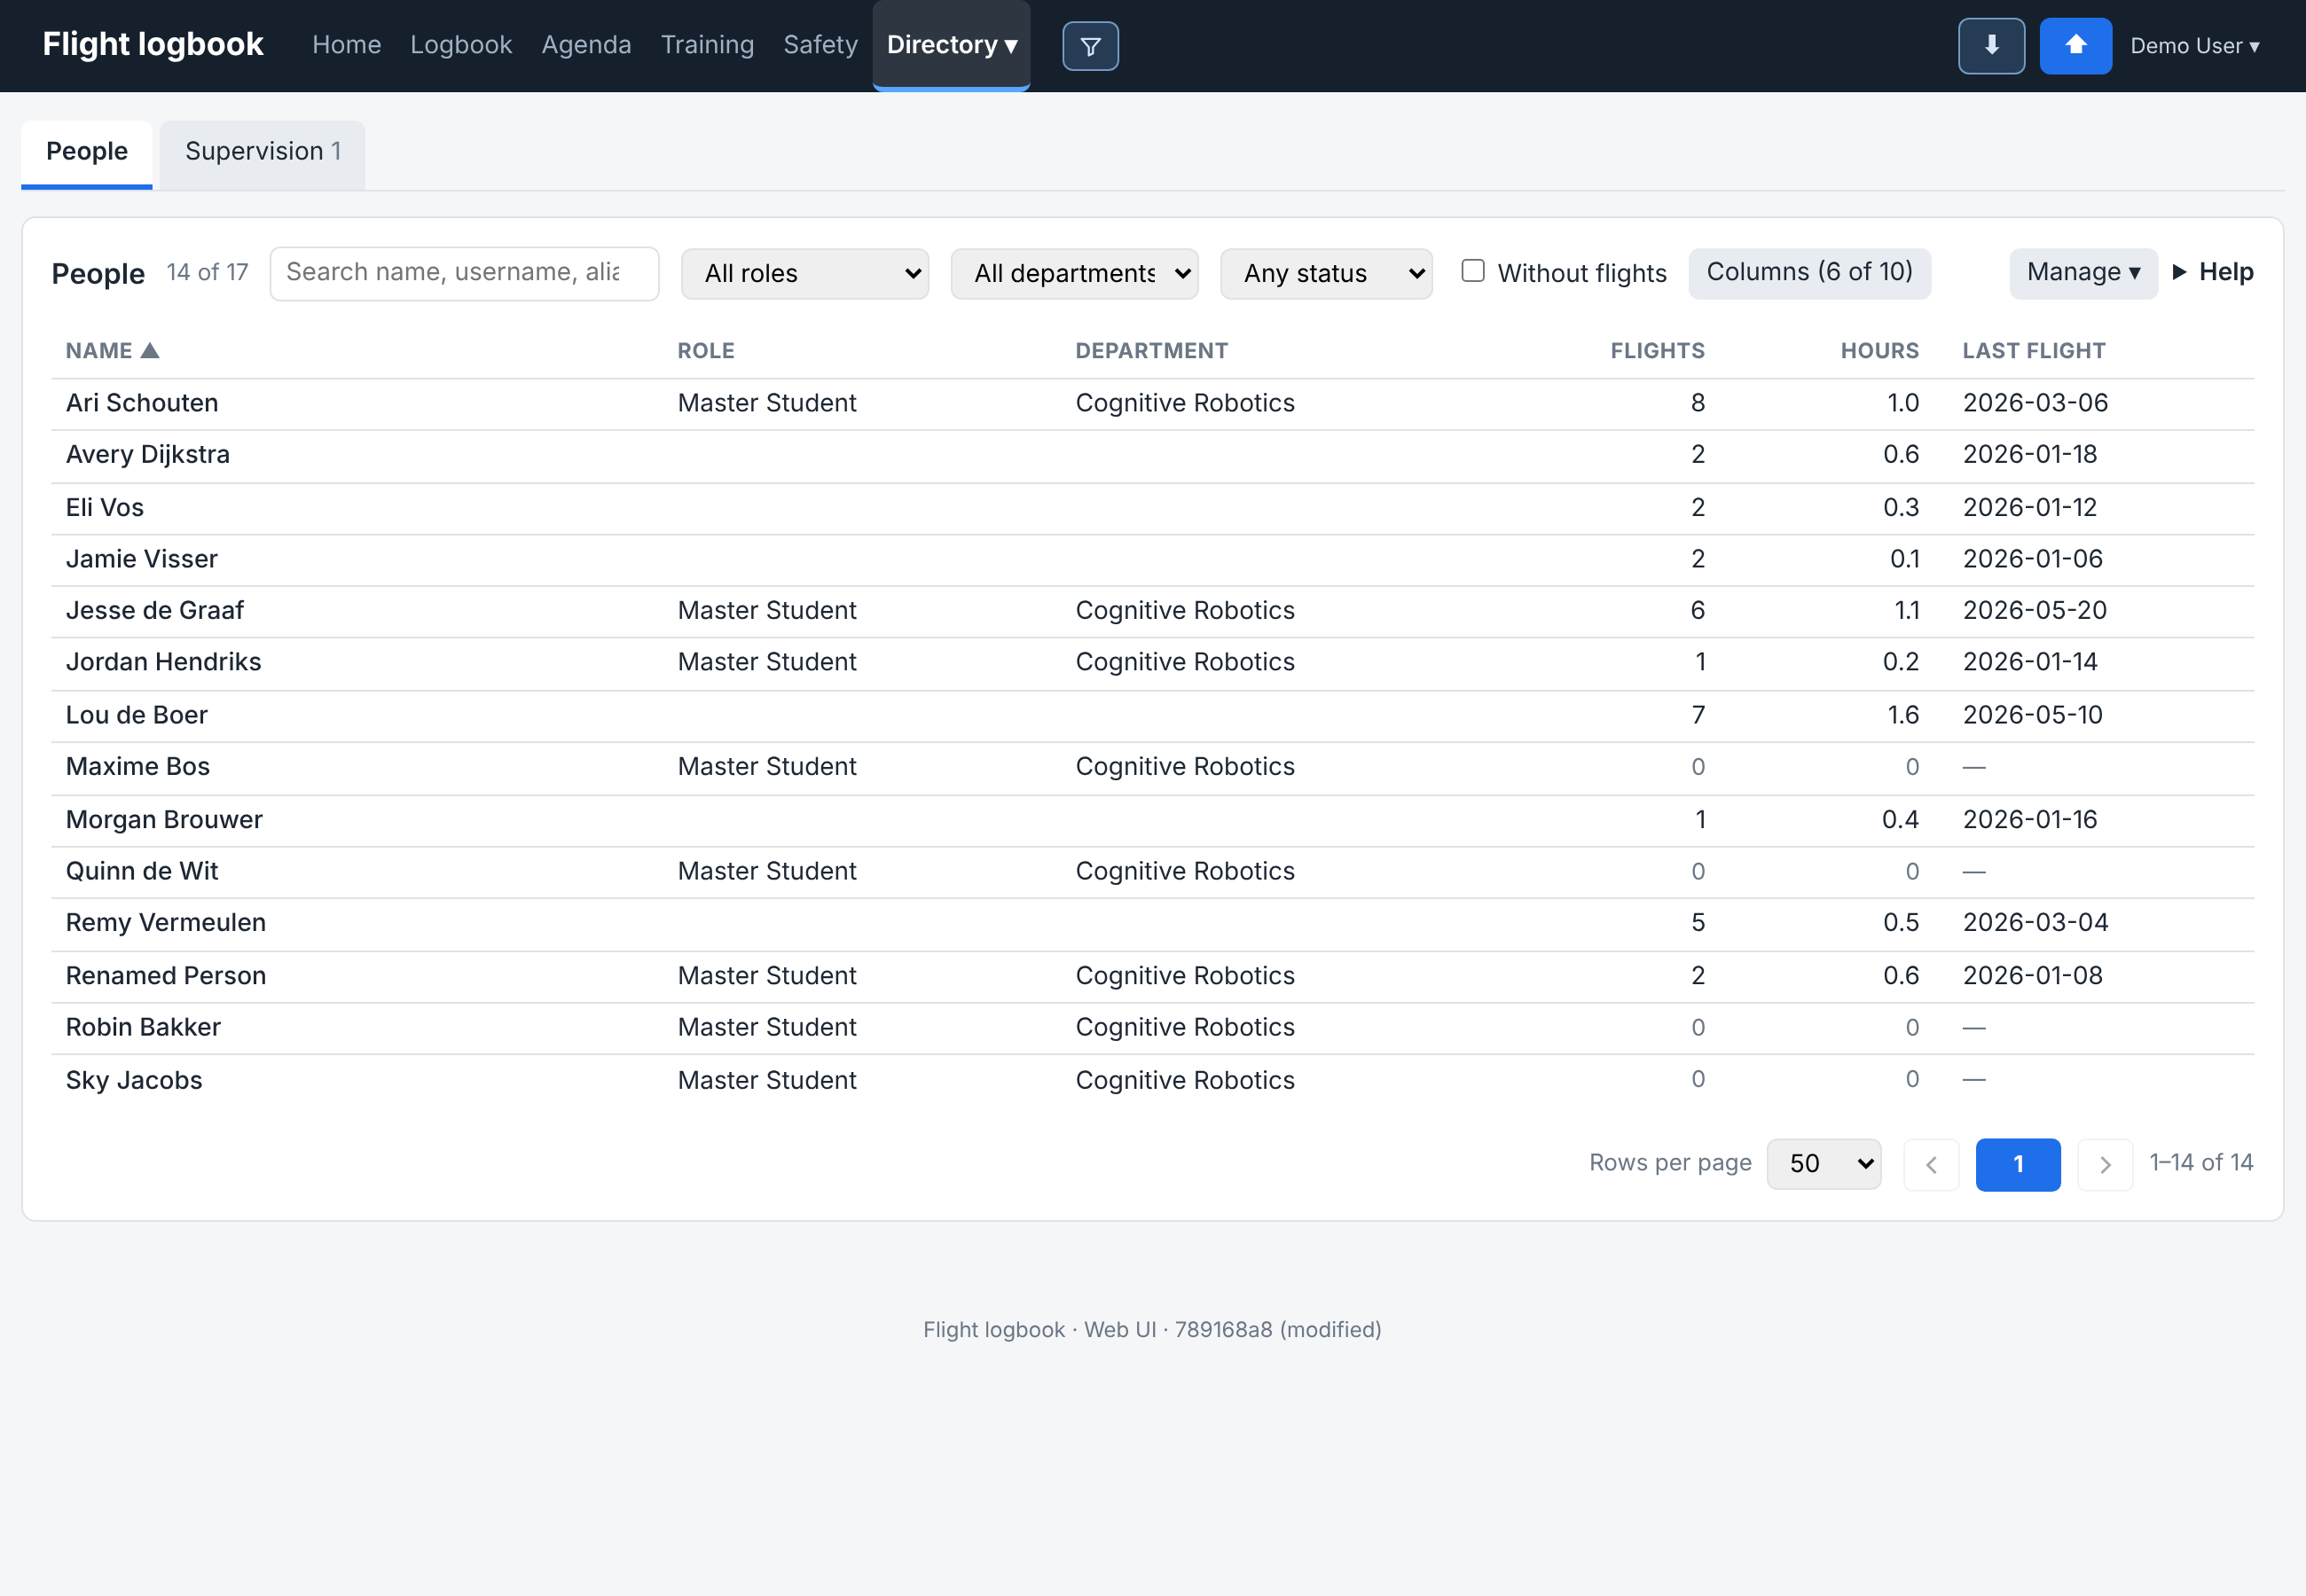 Flight logbook Home Logbook Agenda Training Safety Directory ▾ Demo User ▾
People Supervision 1
People 14 of 17 Search name, username, alia All roles All departments Any status Without flights Columns (6 of 10) Manage ▾ ▶ Help
NAME ▲ ROLE DEPARTMENT FLIGHTS HOURS LAST FLIGHT
Ari Schouten Master Student Cognitive Robotics 8 1.0 2026-03-06
Avery Dijkstra 2 0.6 2026-01-18
Eli Vos 2 0.3 2026-01-12
Jamie Visser 2 0.1 2026-01-06
Jesse de Graaf Master Student Cognitive Robotics 6 1.1 2026-05-20
Jordan Hendriks Master Student Cognitive Robotics 1 0.2 2026-01-14
Lou de Boer 7 1.6 2026-05-10
Maxime Bos Master Student Cognitive Robotics 0 0 —
Morgan Brouwer 1 0.4 2026-01-16
Quinn de Wit Master Student Cognitive Robotics 0 0 —
Remy Vermeulen 5 0.5 2026-03-04
Renamed Person Master Student Cognitive Robotics 2 0.6 2026-01-08
Robin Bakker Master Student Cognitive Robotics 0 0 —
Sky Jacobs Master Student Cognitive Robotics 0 0 —
Rows per page 50 1 1–14 of 14
Flight logbook · Web UI · 789168a8 (modified)